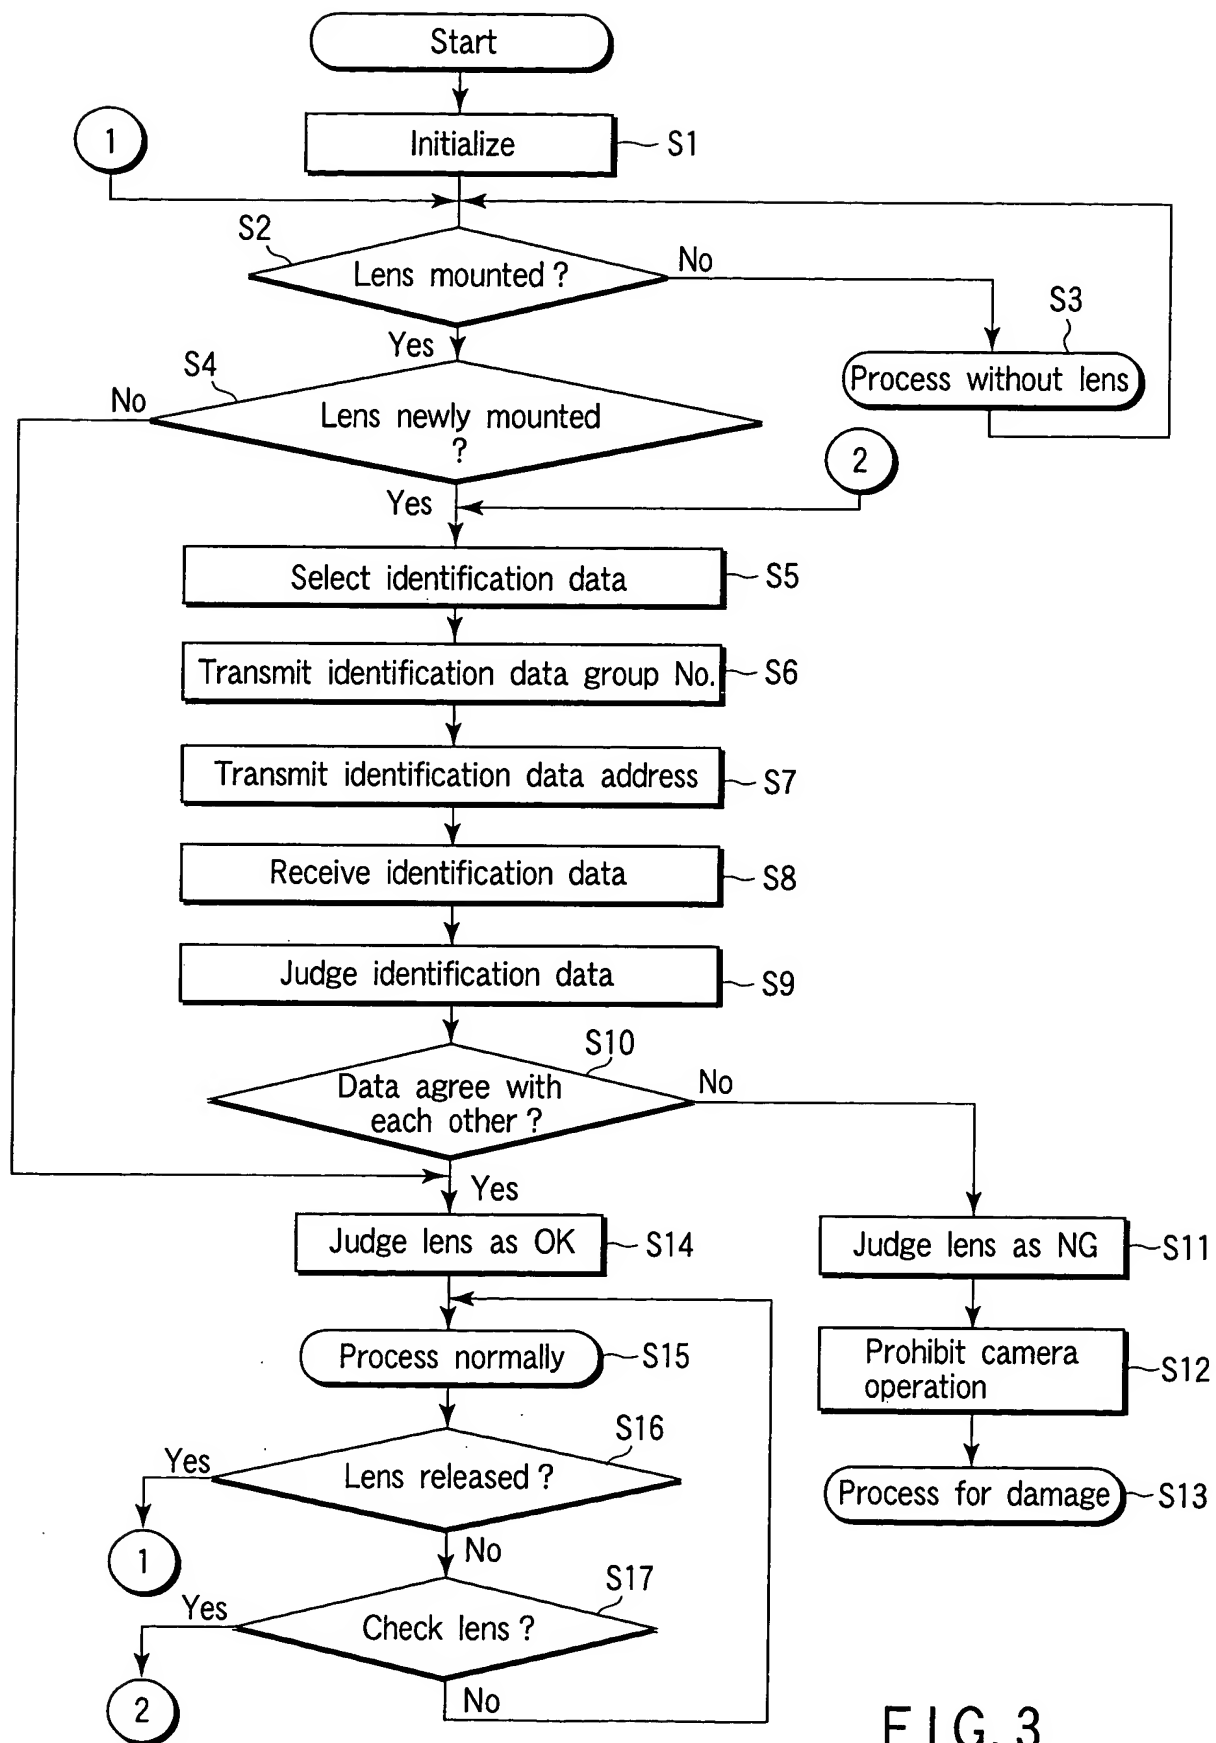 Start
1
Initialize
S1
S2
Lens mounted ?
No
S3
Yes
Process without lens
S4
No
Lens newly mounted
?
2
Yes
Select identification data
S5
Transmit identification data group No.
S6
Transmit identification data address
S7
Receive identification data
S8
Judge identification data
S9
S10
Data agree with
each other ?
No
Yes
Judge lens as OK
S14
Judge lens as NG
S11
Process normally
S15
Prohibit camera
operation
S12
S16
Yes
Lens released ?
Process for damage
S13
1
No
S17
Yes
Check lens ?
2
No
FIG. 3